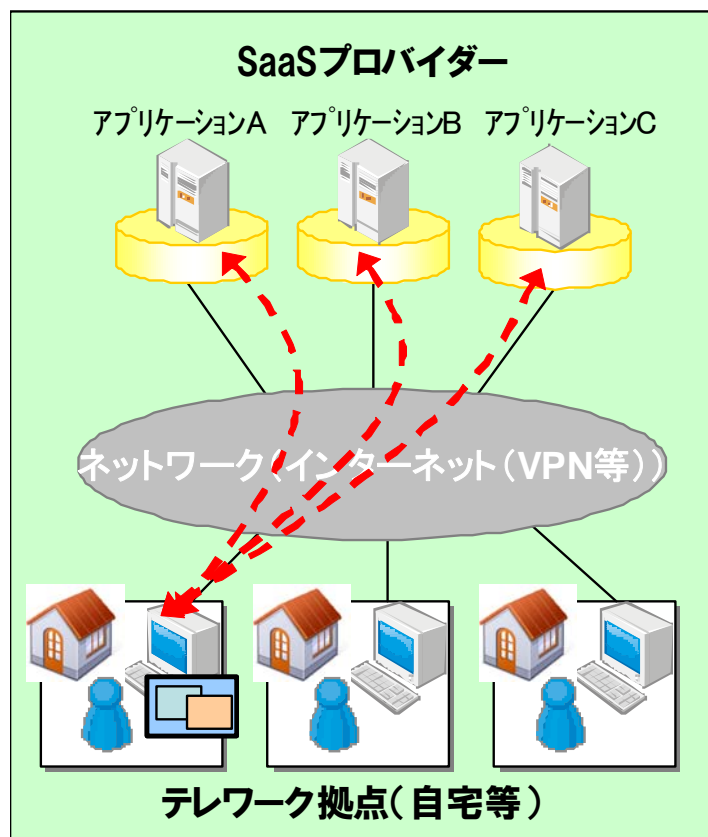 SaaSプロバイダー
アプリケーションA アプリケーションB アプリケーションC
ネットワーク(インターネット(VPN等))
テレワーク拠点(自宅等)